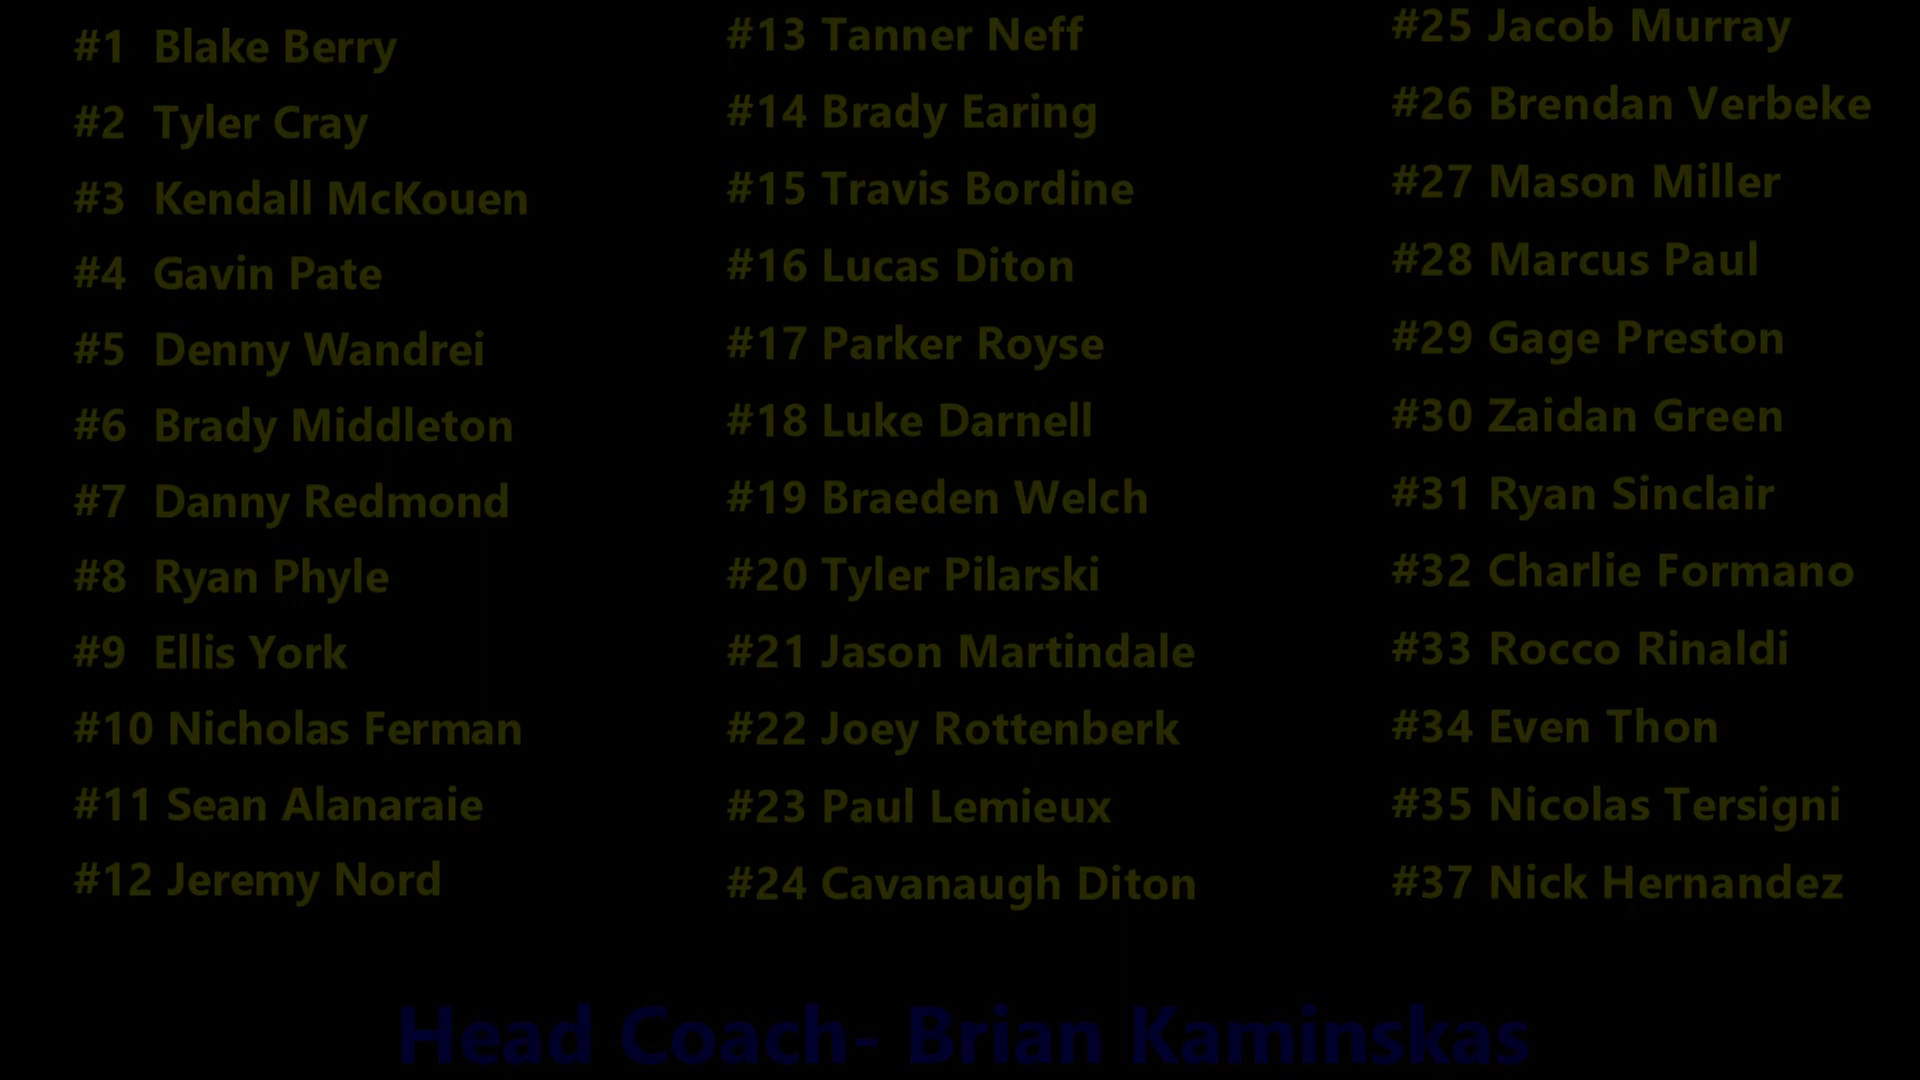 #1 Blake Berry
#2 Tyler Cray
#3 Kendall McKouen
#4 Gavin Pate
#5 Denny Wandrei
#6 Brady Middleton
#7 Danny Redmond
#8 Ryan Phyle
#9 Ellis York
#10 Nicholas Ferman
#11 Sean Alanaraie
#12 Jeremy Nord
#13 Tanner Neff
#14 Brady Earing
#15 Travis Bordine
#16 Lucas Diton
#17 Parker Royse
#18 Luke Darnell
#19 Braeden Welch
#20 Tyler Pilarski
#21 Jason Martindale
#22 Joey Rottenberk
#23 Paul Lemieux
#24 Cavanaugh Diton
#25 Jacob Murray
#26 Brendan Verbeke
#27 Mason Miller
#28 Marcus Paul
#29 Gage Preston
#30 Zaidan Green
#31 Ryan Sinclair
#32 Charlie Formano
#33 Rocco Rinaldi
#34 Even Thon
#35 Nicolas Tersigni
#37 Nick Hernandez
Head Coach- Brian Kaminskas